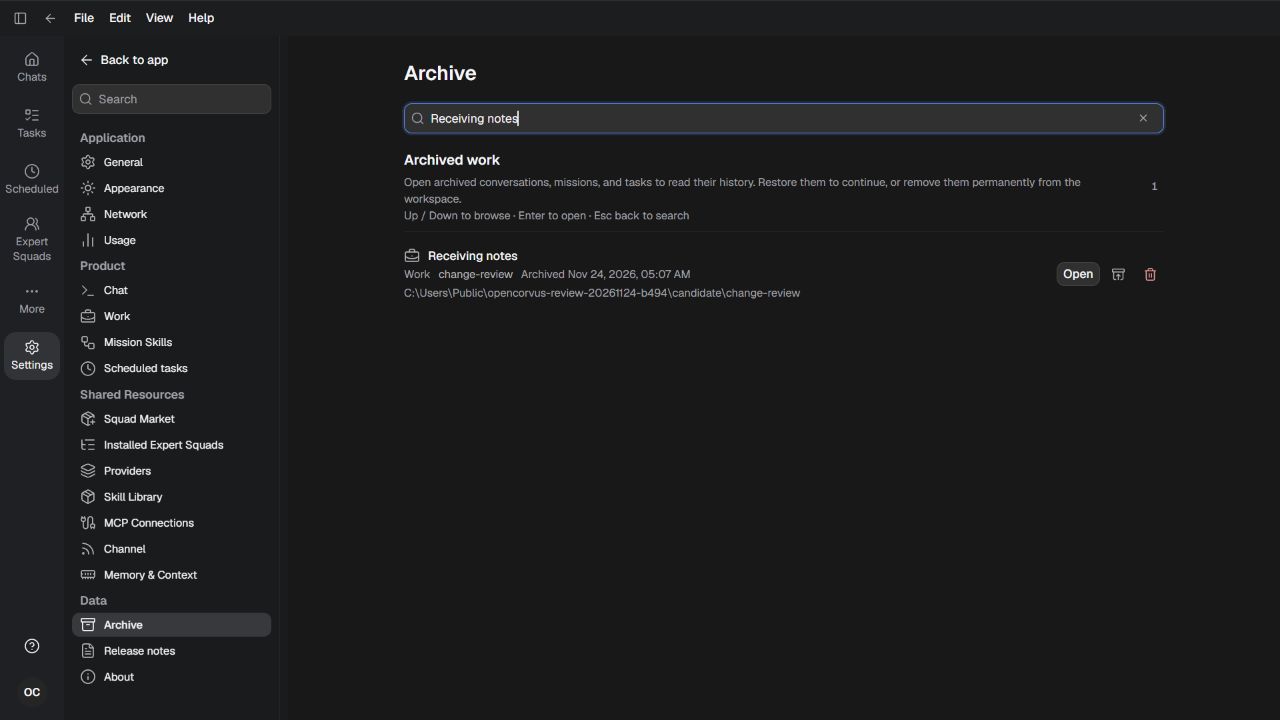 File Edit View Help
Chats
Tasks
Scheduled
Expert
Squads
More
Settings
OC
Back to app
Search
Application
General
Appearance
Network
Usage
Product
Chat
Work
Mission Skills
Scheduled tasks
Shared Resources
Squad Market
Installed Expert Squads
Providers
Skill Library
MCP Connections
Channel
Memory & Context
Data
Archive
Release notes
About
Archive
Receiving notes
Archived work
Open archived conversations, missions, and tasks to read their history. Restore them to continue, or remove them permanently from the
workspace.
1
Up / Down to browse · Enter to open · Esc back to search
Receiving notes
Work change-review Archived Nov 24, 2026, 05:07 AM
C:\Users\Public\opencorvus-review-20261124-b494\candidate\change-review
Open